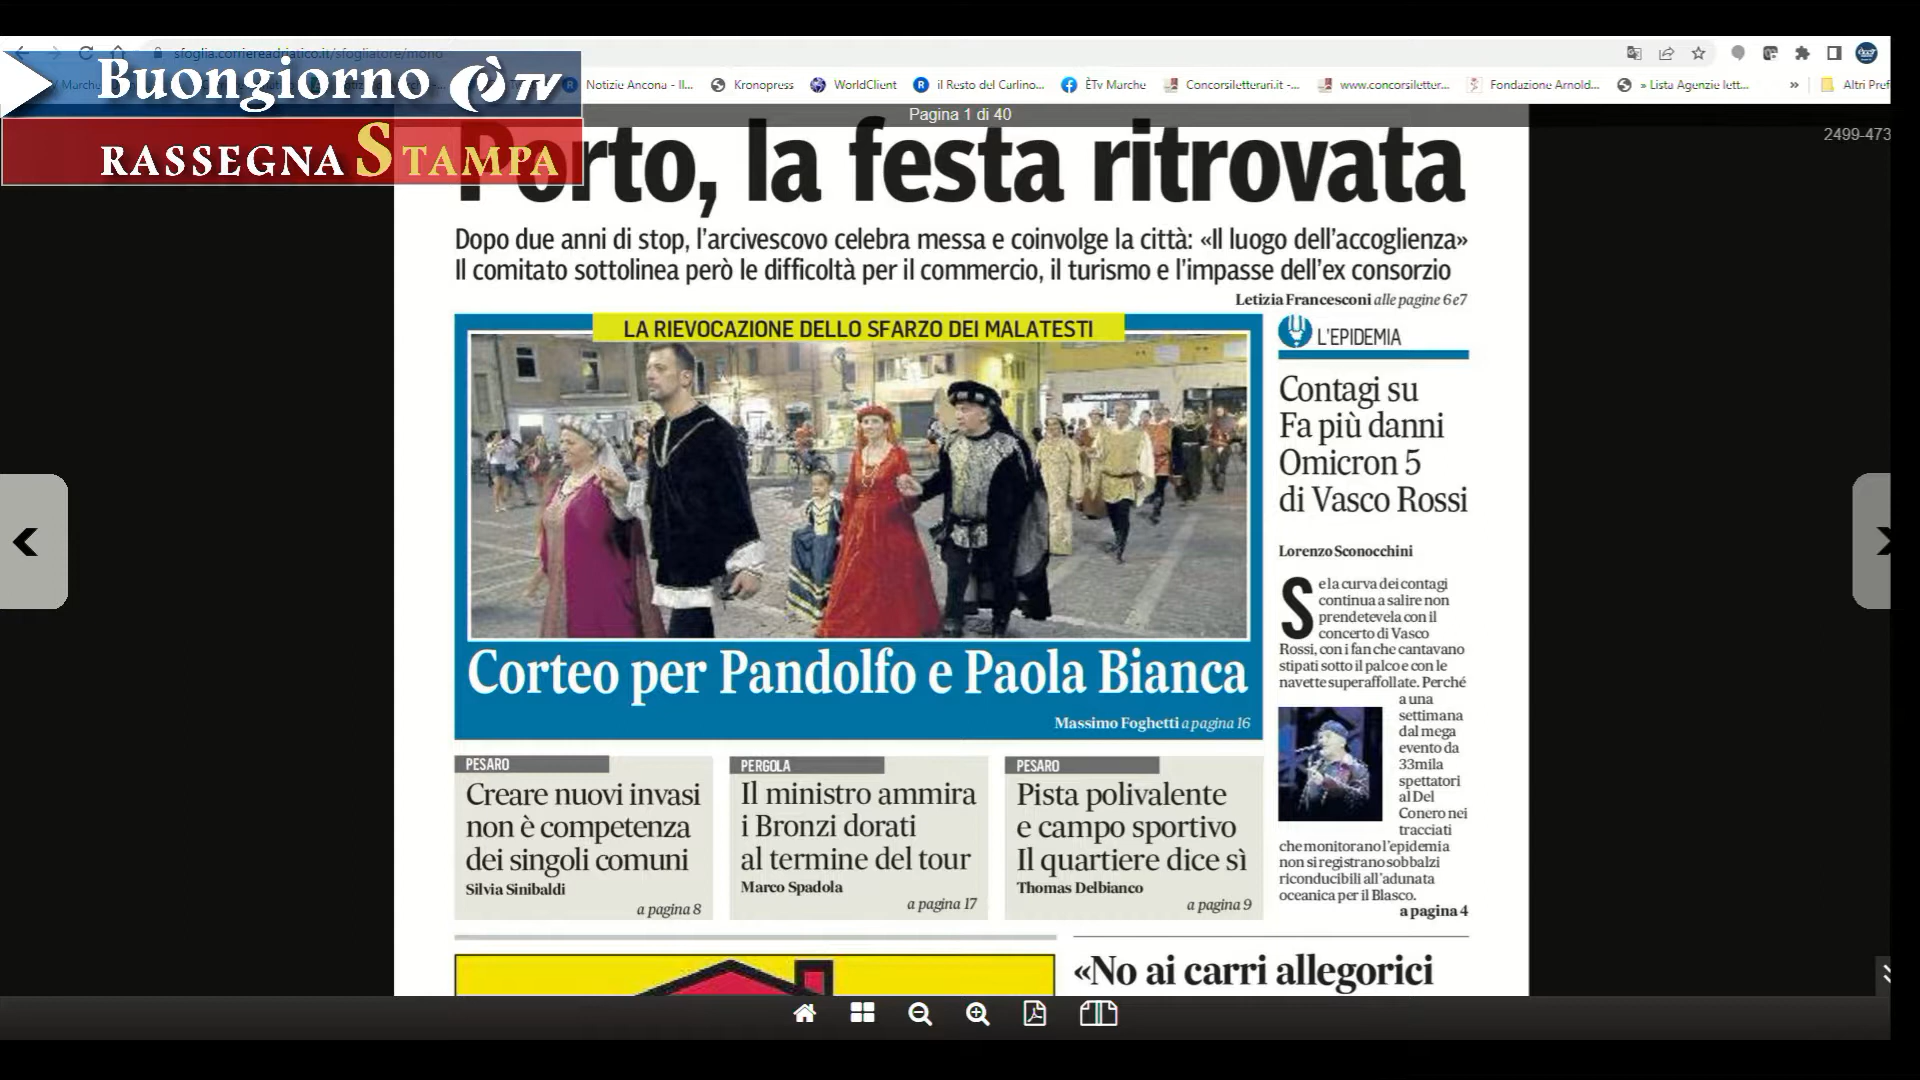 sfoglia.corriereadriatico.it/sfogliatore/mono
Buongiorno èTV
RASSEGNA STAMPA
Notizie Ancona - Il...
Kronopress
WorldClient
il Resto del Carlino...
ÈTv Marche
Concorsiletterari.it -...
www.concorsiletter...
Fondazione Arnold...
» Lista Agenzie lett...
»
Altri Pref
Pagina 1 di 40
2499-473
Porto, la festa ritrovata
Dopo due anni di stop, l'arcivescovo celebra messa e coinvolge la città: «Il luogo dell'accoglienza»
Il comitato sottolinea però le difficoltà per il commercio, il turismo e l'impasse dell'ex consorzio
Letizia Francesconi alle pagine 6 e 7
LA RIEVOCAZIONE DELLO SFARZO DEI MALATESTI
Corteo per Pandolfo e Paola Bianca
Massimo Foghetti a pagina 16
L'EPIDEMIA
Contagi su
Fa più danni
Omicron 5
di Vasco Rossi
Lorenzo Sconocchini
Se la curva dei contagi
continua a salire non
prendetevela con il
concerto di Vasco
Rossi, con i fan che cantavano
stipati sotto il palco e con le
navette superaffollate. Perché
a una
settimana
dal mega
evento da
33mila
spettatori
al Del
Conero nei
tracciati
che monitorano l'epidemia
non si registrano sobbalzi
riconducibili all'adunata
oceanica per il Blasco.
a pagina 4
PESARO
Creare nuovi invasi
non è competenza
dei singoli comuni
Silvia Sinibaldi
a pagina 8
PERGOLA
Il ministro ammira
i Bronzi dorati
al termine del tour
Marco Spadola
a pagina 17
PESARO
Pista polivalente
e campo sportivo
Il quartiere dice sì
Thomas Delbianco
a pagina 9
«No ai carri allegorici